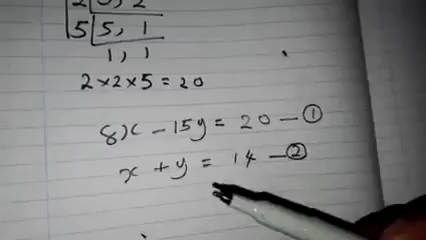 5 5, 1
1, 1
2×2×5=20
8x - 15y = 20 - ①
x + y = 14 - ②